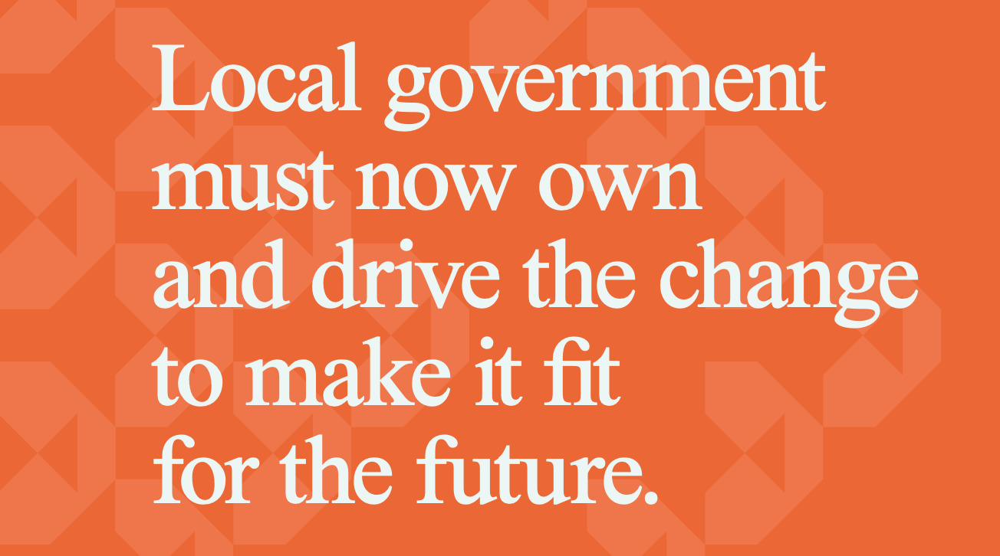 Local government
must now own
and drive the change
to make it fit
for the future.